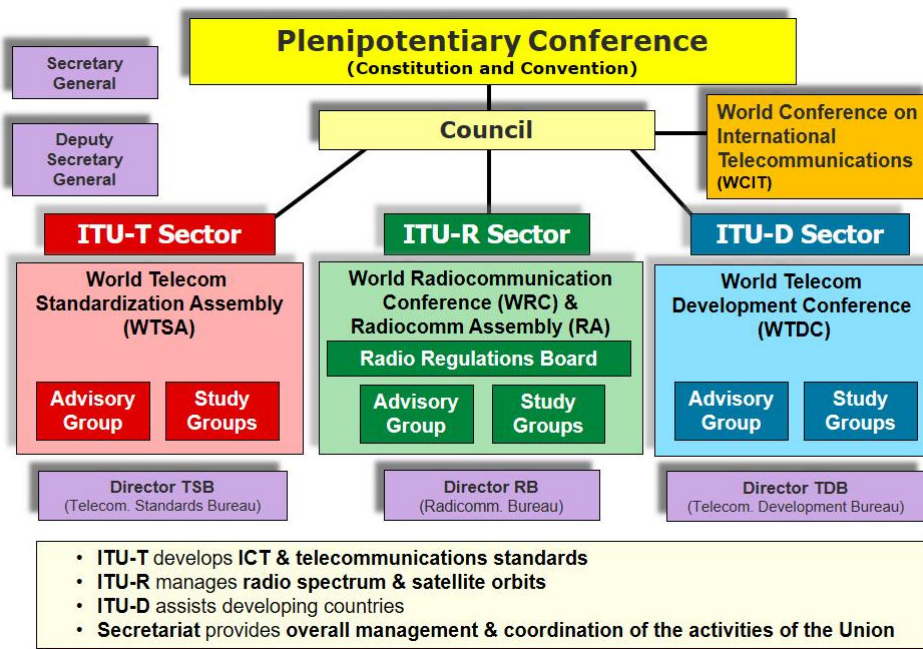 Plenipotentiary Conference
(Constitution and Convention)
Secretary
General
Deputy
Secretary
General
Council
World Conference on
International
Telecommunications
(WCIT)
ITU-T Sector
World Telecom
Standardization Assembly
(WTSA)
Advisory
Group
Study
Groups
Director TSB
(Telecom. Standards Bureau)
ITU-R Sector
World Radiocommunication
Conference (WRC) &
Radiocomm Assembly (RA)
Radio Regulations Board
Advisory
Group
Study
Groups
Director RB
(Radicomm. Bureau)
ITU-D Sector
World Telecom
Development Conference
(WTDC)
Advisory
Group
Study
Groups
Director TDB
(Telecom. Development Bureau)
• ITU-T develops ICT & telecommunications standards
• ITU-R manages radio spectrum & satellite orbits
• ITU-D assists developing countries
• Secretariat provides overall management & coordination of the activities of the Union